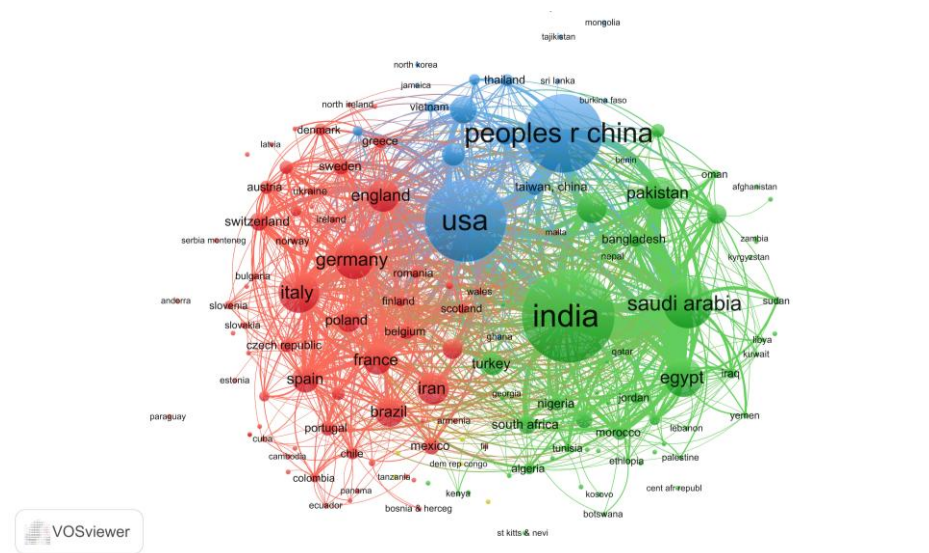 mongolia
tajikistan
north korea
thailand
sri lanka
jamaica
burkina faso
north ireland
vietnam
peoples r china
denmark
greece
latvia
benin
sweden
taiwan, china
oman
austria
ukraine
england
pakistan
afghanistan
switzerland
ireland
usa
malta
bangladesh
serbia monteneg
norway
zambia
nepal
germany
kyrgyzstan
romania
bulgaria
wales
andorra
italy
finland
saudi arabia
sudan
slovenia
scotland
india
poland
slovakia
belgium
ghana
libya
czech republic
qatar
kuwait
france
turkey
iraq
estonia
spain
egypt
iran
georgia
jordan
paraguay
brazil
nigeria
yemen
portugal
armenia
south africa
lebanon
cuba
mexico
fiji
morocco
cambodia
chile
tunisia
palestine
dem rep congo
ethiopia
colombia
tanzania
algeria
panama
kenya
kosovo
cent afr republ
ecuador
bosnia & herceg
botswana
st kitts & nevi
VOSviewer